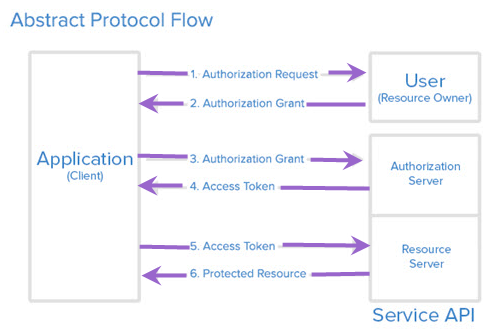 Abstract Protocol Flow
1. Authorization Request
User
(Resource Owner)
2. Authorization Grant
Application
(Client)
3. Authorization Grant
Authorization
Server
4. Access Token
5. Access Token
Resource
Server
6. Protected Resource
Service API